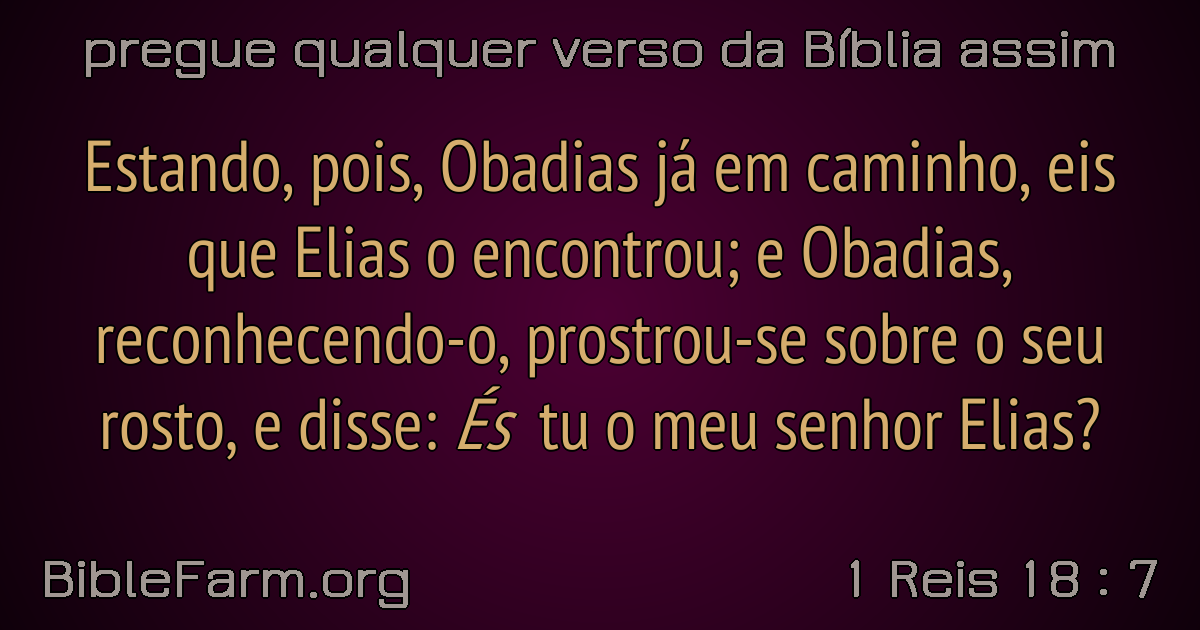 pregue qualquer verso da Bíblia assim
Estando, pois, Obadias já em caminho, eis
que Elias o encontrou; e Obadias,
reconhecendo-o, prostrou-se sobre o seu
rosto, e disse: És tu o meu senhor Elias?
BibleFarm.org
1 Reis 18 : 7